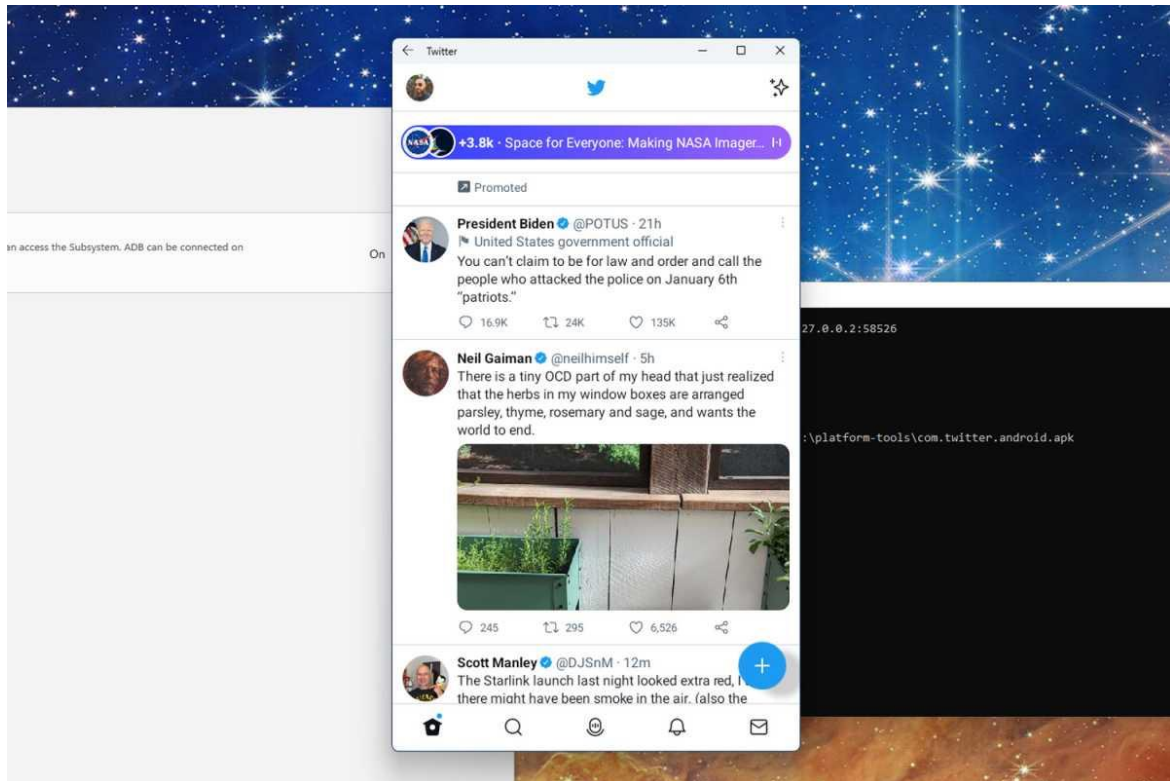 Twitter
NASA
+3.8k · Space for Everyone: Making NASA Imager...
Promoted
President Biden @POTUS · 21h
United States government official
You can't claim to be for law and order and call the
people who attacked the police on January 6th
"patriots."
16.9K 24K 135K
Neil Gaiman @neilhimself · 5h
There is a tiny OCD part of my head that just realized
that the herbs in my window boxes are arranged
parsley, thyme, rosemary and sage, and wants the
world to end.
245 295 6,526
Scott Manley @DJSnM · 12m
The Starlink launch last night looked extra red, I
there might have been smoke in the air. (also the
an access the Subsystem. ADB can be connected on
On
27.0.0.2:58526
:\platform-tools\com.twitter.android.apk